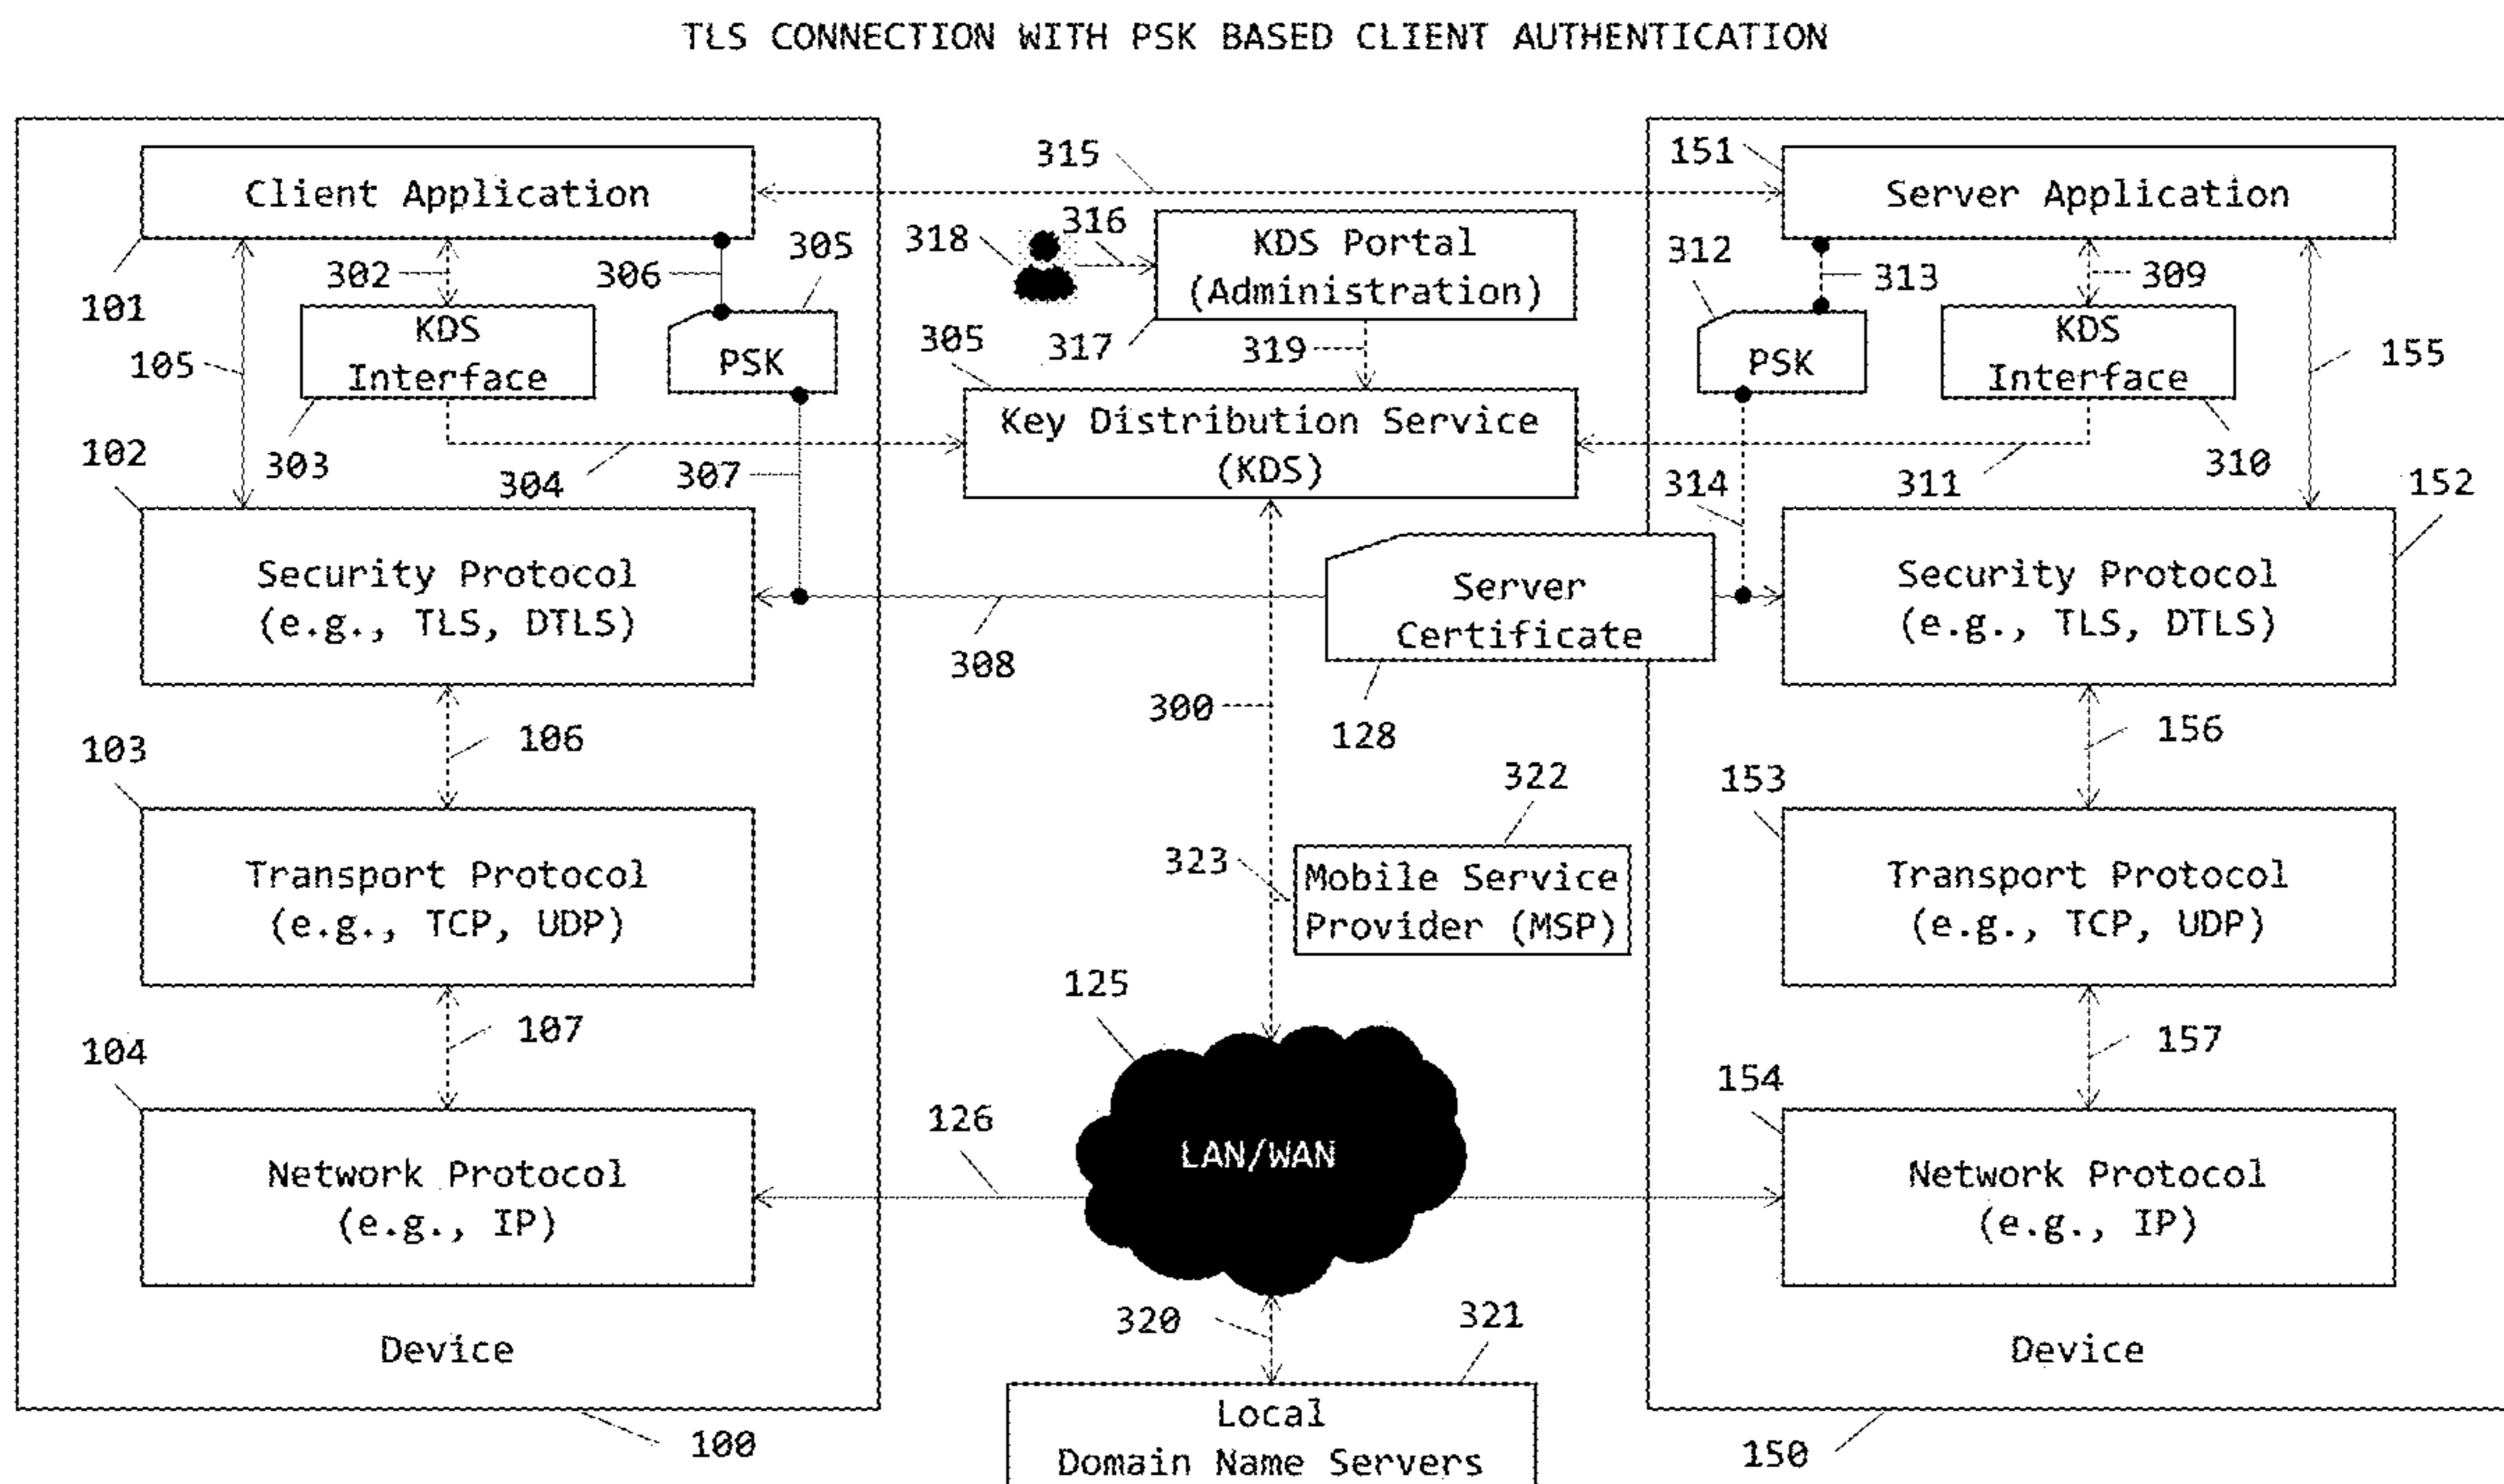 TLS CONNECTION WITH PSK BASED CLIENT AUTHENTICATION
Client Application
101
105
302
KDS
Interface
303
304
306
305
PSK
307
102
Security Protocol
(e.g., TLS, DTLS)
106
103
Transport Protocol
(e.g., TCP, UDP)
107
104
Network Protocol
(e.g., IP)
Device
100
315
318
316
KDS Portal
(Administration)
317
319
305
Key Distribution Service
(KDS)
308
Server
Certificate
128
300
322
323
Mobile Service
Provider (MSP)
125
LAN/WAN
126
320
321
Local
Domain Name Servers
151
Server Application
312
313
309
PSK
KDS
Interface
155
314
311
310
152
Security Protocol
(e.g., TLS, DTLS)
156
153
Transport Protocol
(e.g., TCP, UDP)
157
154
Network Protocol
(e.g., IP)
Device
150